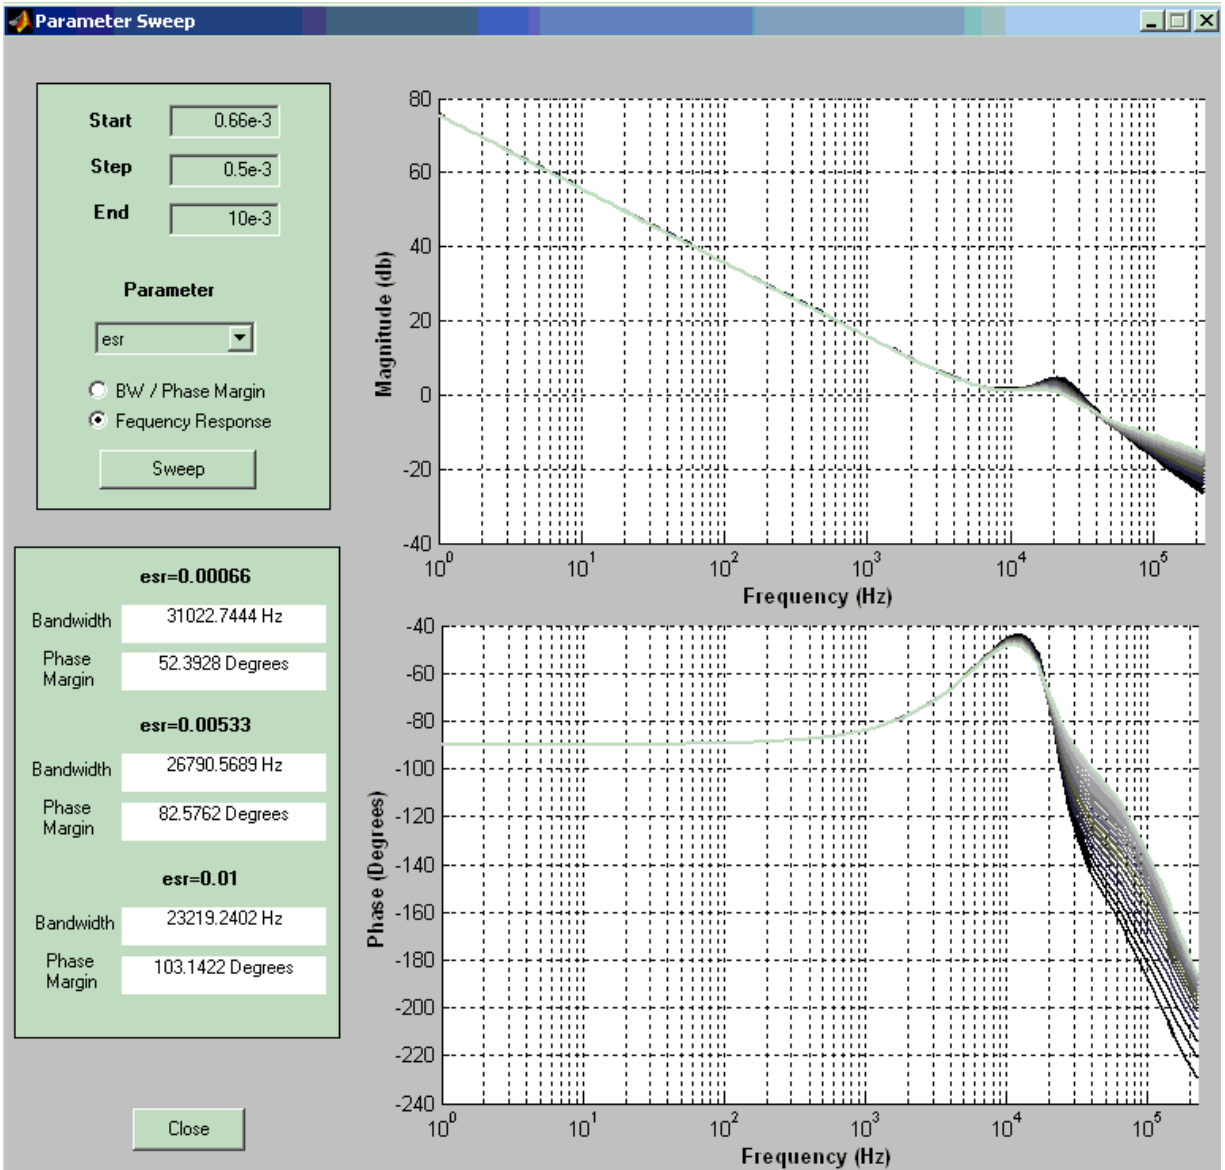 Parameter Sweep
Start 0.66e-3
Step 0.5e-3
End 10e-3
Parameter
esr
BW / Phase Margin
Fequency Response
Sweep
esr=0.00066
Bandwidth 31022.7444 Hz
Phase Margin 52.3928 Degrees
esr=0.00533
Bandwidth 26790.5689 Hz
Phase Margin 82.5762 Degrees
esr=0.01
Bandwidth 23219.2402 Hz
Phase Margin 103.1422 Degrees
Close
Magnitude (db)
80
60
40
20
0
-20
-40
10^0 10^1 10^2 10^3 10^4 10^5
Frequency (Hz)
Phase (Degrees)
-40
-60
-80
-100
-120
-140
-160
-180
-200
-220
-240
10^0 10^1 10^2 10^3 10^4 10^5
Frequency (Hz)